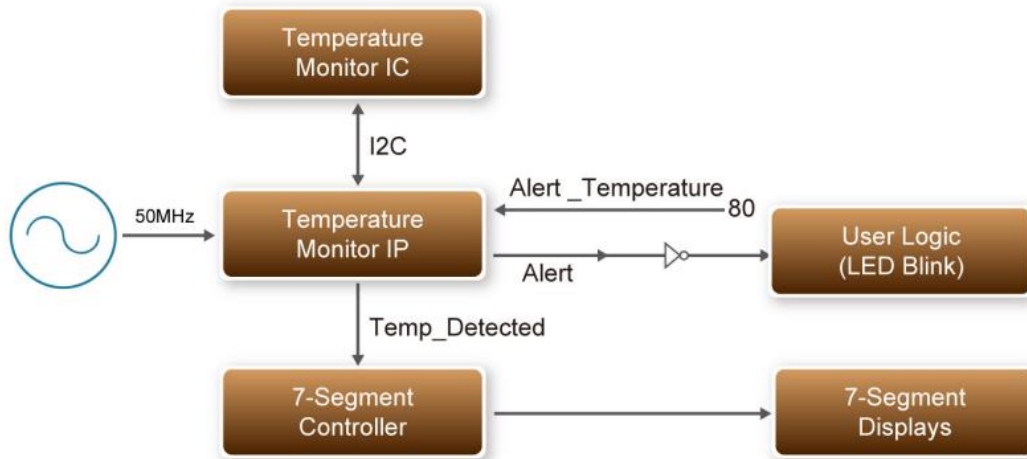 Temperature
Monitor IC
I2C
Alert _Temperature
80
50MHz
Temperature
Monitor IP
User Logic
(LED Blink)
Alert
Temp_Detected
7-Segment
Controller
7-Segment
Displays